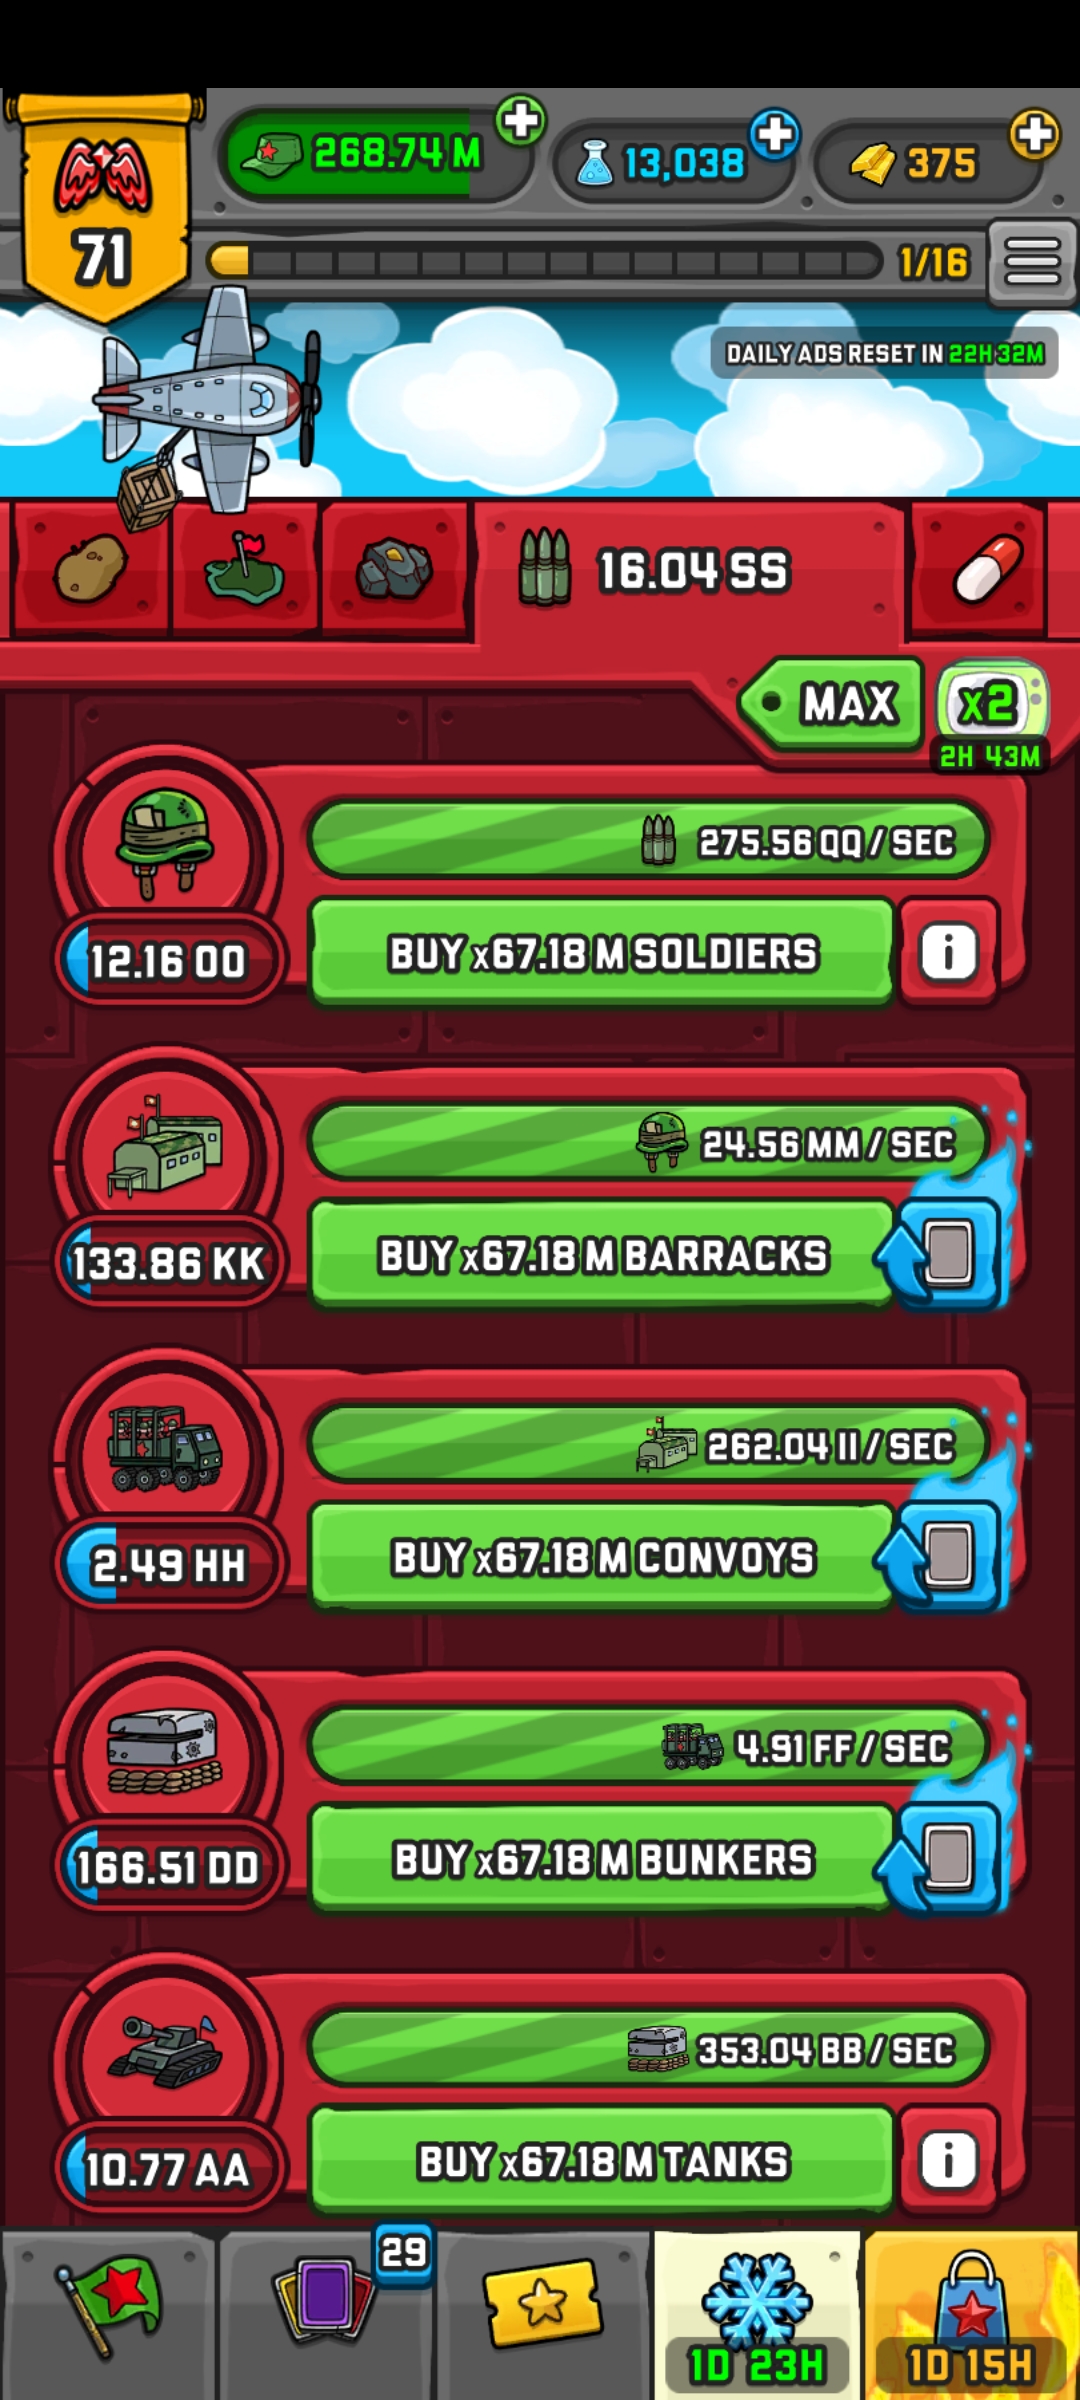 268.74 M
13,038
375
71
1/16
DAILY ADS RESET IN 22H 32M
16.04 SS
MAX
x2
2H 43M
275.56 QQ / SEC
12.16 OO
BUY x67.18 M SOLDIERS
i
24.56 MM / SEC
133.86 KK
BUY x67.18 M BARRACKS
262.04 II / SEC
2.49 HH
BUY x67.18 M CONVOYS
4.91 FF / SEC
166.51 DD
BUY x67.18 M BUNKERS
353.04 BB / SEC
10.77 AA
BUY x67.18 M TANKS
i
29
1D 23H
1D 15H